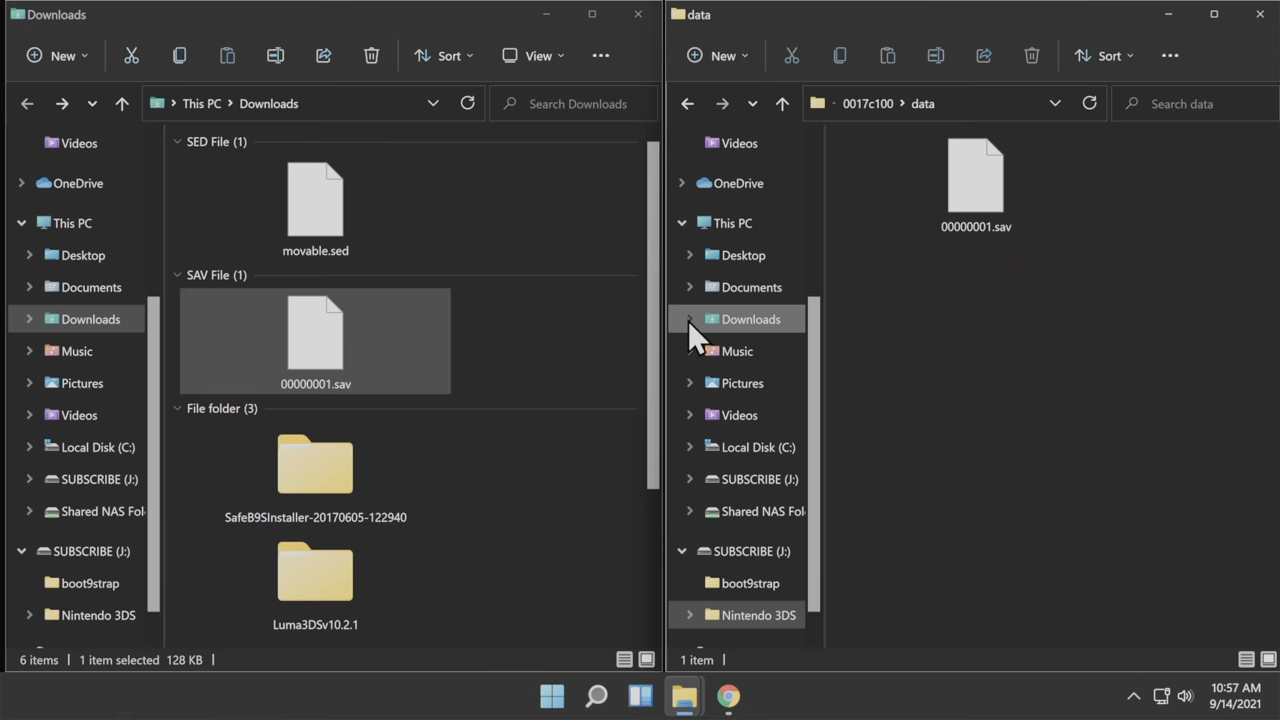 Downloads
New
Sort
View
This PC
Downloads
Search Downloads
Videos
OneDrive
This PC
Desktop
Documents
Downloads
Music
Pictures
Videos
Local Disk (C:)
SUBSCRIBE (J:)
Shared NAS Fol
SUBSCRIBE (J:)
boot9strap
Nintendo 3DS
SED File (1)
movable.sed
SAV File (1)
00000001.sav
File folder (3)
SafeB9SInstaller-20170605-122940
Luma3DSv10.2.1
6 items
1 item selected 128 KB
data
New
Sort
0017c100
data
Search data
Videos
OneDrive
This PC
Desktop
Documents
Downloads
Music
Pictures
Videos
Local Disk (C:)
SUBSCRIBE (J:)
Shared NAS Fol
SUBSCRIBE (J:)
boot9strap
Nintendo 3DS
00000001.sav
1 item
10:57 AM
9/14/2021